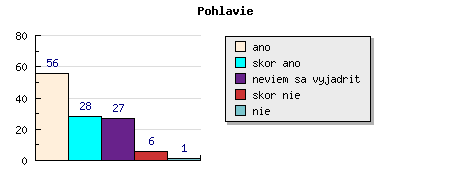 Pohlavie
80
60
40
20
0
56
28
27
6
1
ano
skor ano
neviem sa vyjadrit
skor nie
nie